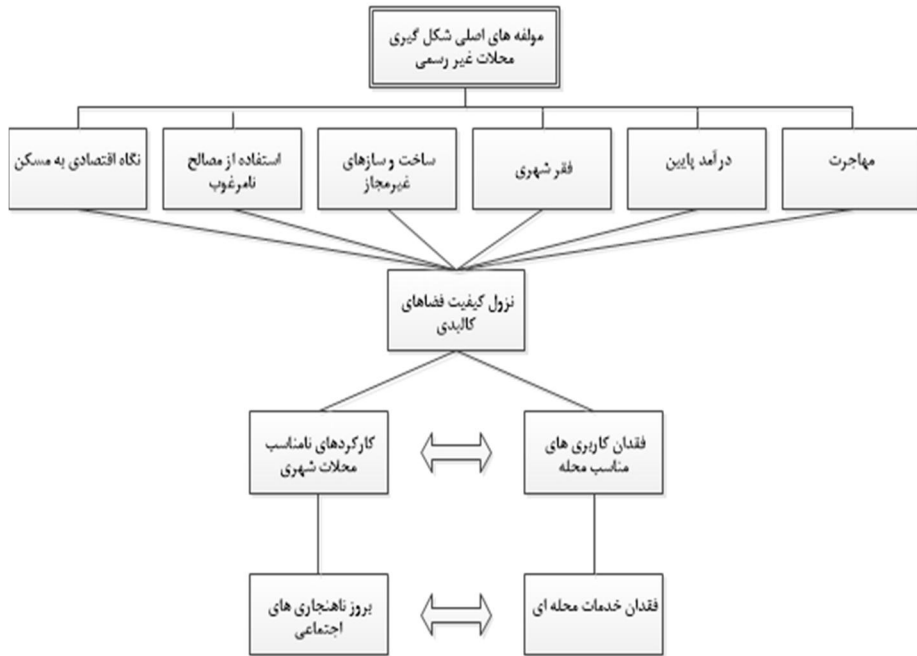 مولفه های اصلی شکل گیری
محلات غیر رسمی
مهاجرت
درآمد پایین
فقر شهری
ساخت و سازهای
غیرمجاز
استفاده از مصالح
نامرغوب
نگاه اقتصادی به مسکن
نزول کیفیت فضاهای
کالبدی
فقدان کاربری های
مناسب محله
کارکردهای نامناسب
محلات شهری
فقدان خدمات محله ای
بروز ناهنجاری های
اجتماعی